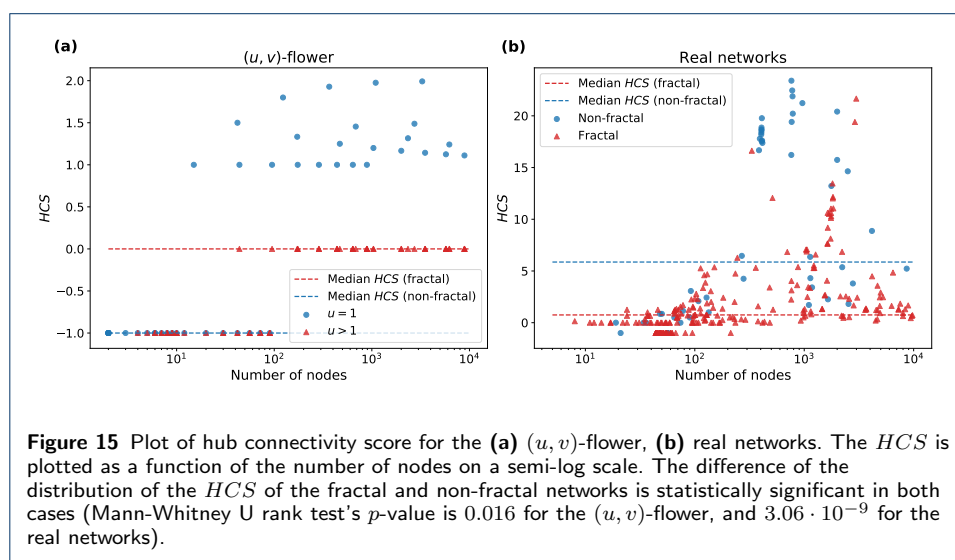 (a)
(u, v)-flower
2.0
1.5
1.0
0.5
0.0
−0.5
−1.0
HCS
Median HCS (fractal)
Median HCS (non-fractal)
u = 1
u > 1
10¹ 10² 10³ 10⁴
Number of nodes
(b)
Real networks
20
15
10
5
0
HCS
Median HCS (fractal)
Median HCS (non-fractal)
Non-fractal
Fractal
10¹ 10² 10³ 10⁴
Number of nodes
Figure 15 Plot of hub connectivity score for the (a) (u, v)-flower, (b) real networks. The HCS is
plotted as a function of the number of nodes on a semi-log scale. The difference of the
distribution of the HCS of the fractal and non-fractal networks is statistically significant in both
cases (Mann-Whitney U rank test's p-value is 0.016 for the (u, v)-flower, and 3.06 · 10⁻⁹ for the
real networks).